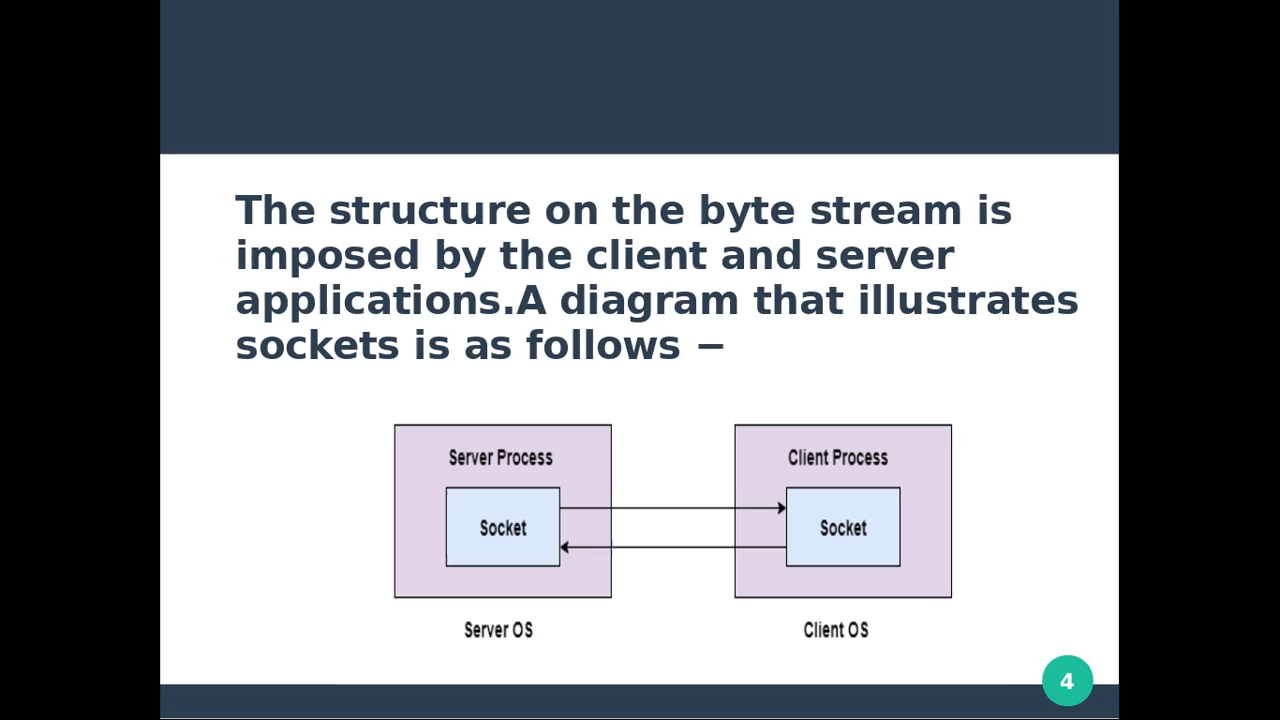 The structure on the byte stream is
imposed by the client and server
applications.A diagram that illustrates
sockets is as follows −
Server Process
Client Process
Socket
Socket
Server OS
Client OS
4